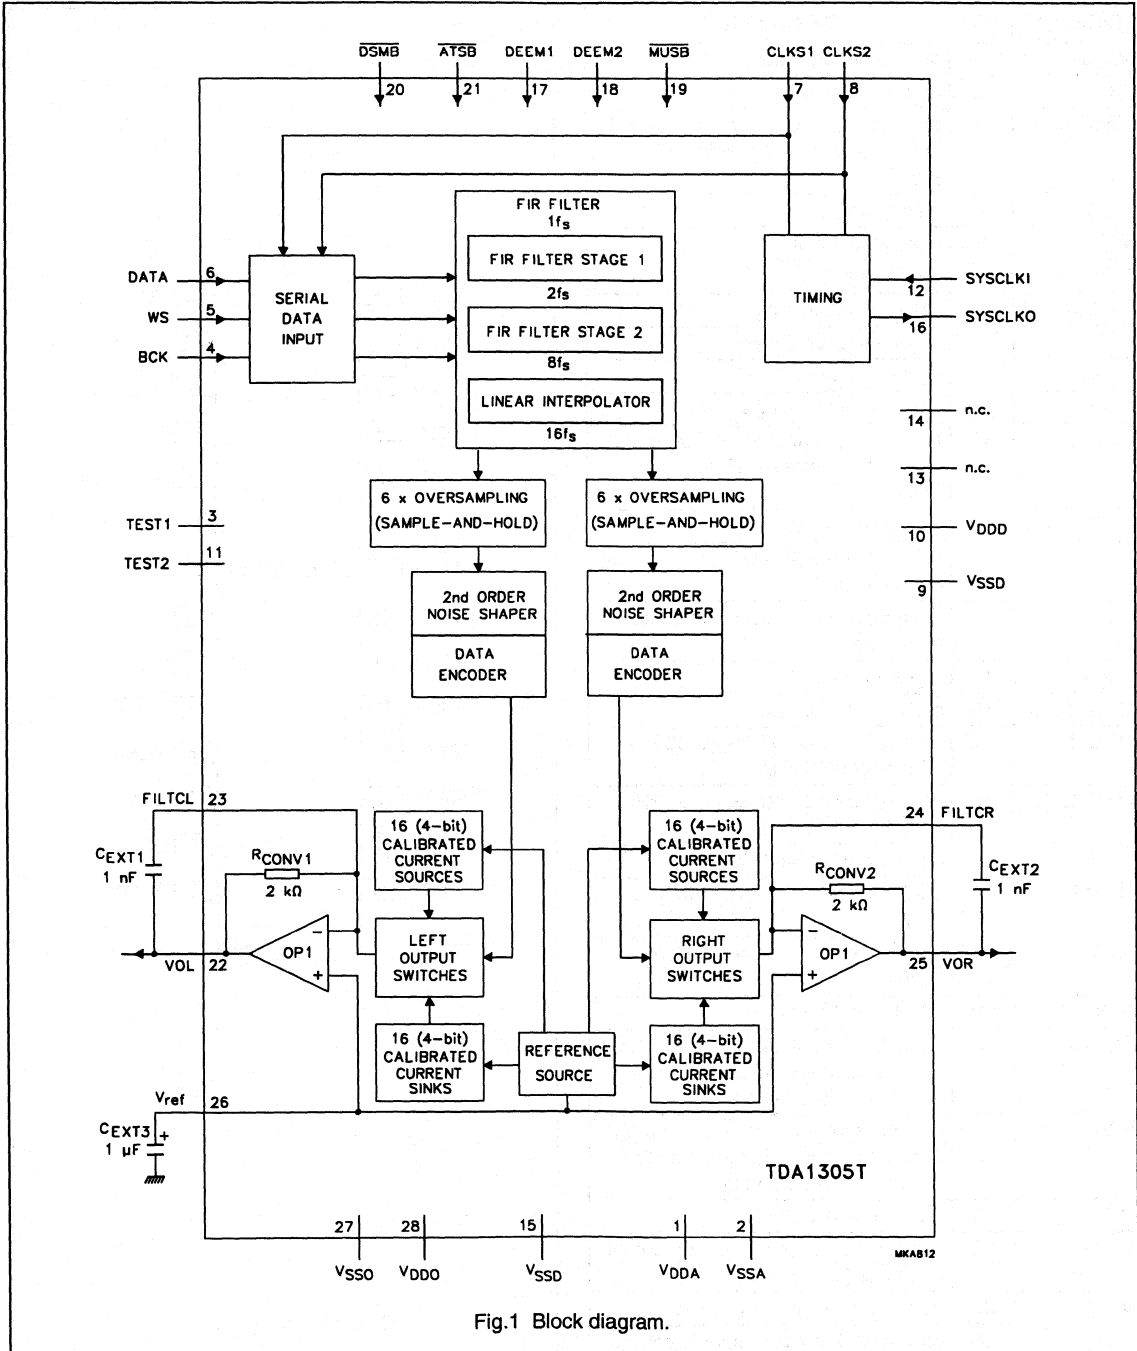 DSMB ATSB DEEM1 DEEM2 MUSB CLKS1 CLKS2
20 21 17 18 19 7 8
FIR FILTER
1fs
FIR FILTER STAGE 1
2fs
FIR FILTER STAGE 2
8fs
LINEAR INTERPOLATOR
16fs
DATA 6
WS 5
BCK 4
SERIAL
DATA
INPUT
TIMING
12 SYSCLKI
16 SYSCLKO
14 n.c.
13 n.c.
10 VDDD
9 VSSD
TEST1 3
TEST2 11
6 x OVERSAMPLING
(SAMPLE-AND-HOLD)
6 x OVERSAMPLING
(SAMPLE-AND-HOLD)
2nd ORDER
NOISE SHAPER
DATA
ENCODER
2nd ORDER
NOISE SHAPER
DATA
ENCODER
FILTCL 23
CEXT1
1 nF
RCONV1
2 kΩ
16 (4-bit)
CALIBRATED
CURRENT
SOURCES
16 (4-bit)
CALIBRATED
CURRENT
SOURCES
24 FILTCR
RCONV2
2 kΩ
CEXT2
1 nF
VOL 22
− OP1 +
LEFT
OUTPUT
SWITCHES
RIGHT
OUTPUT
SWITCHES
− OP1 +
25 VOR
16 (4-bit)
CALIBRATED
CURRENT
SINKS
REFERENCE
SOURCE
16 (4-bit)
CALIBRATED
CURRENT
SINKS
Vref 26
CEXT3 +
1 µF
TDA1305T
27 28 15 1 2
VSSO VDDO VSSD VDDA VSSA
MKA812
Fig.1 Block diagram.